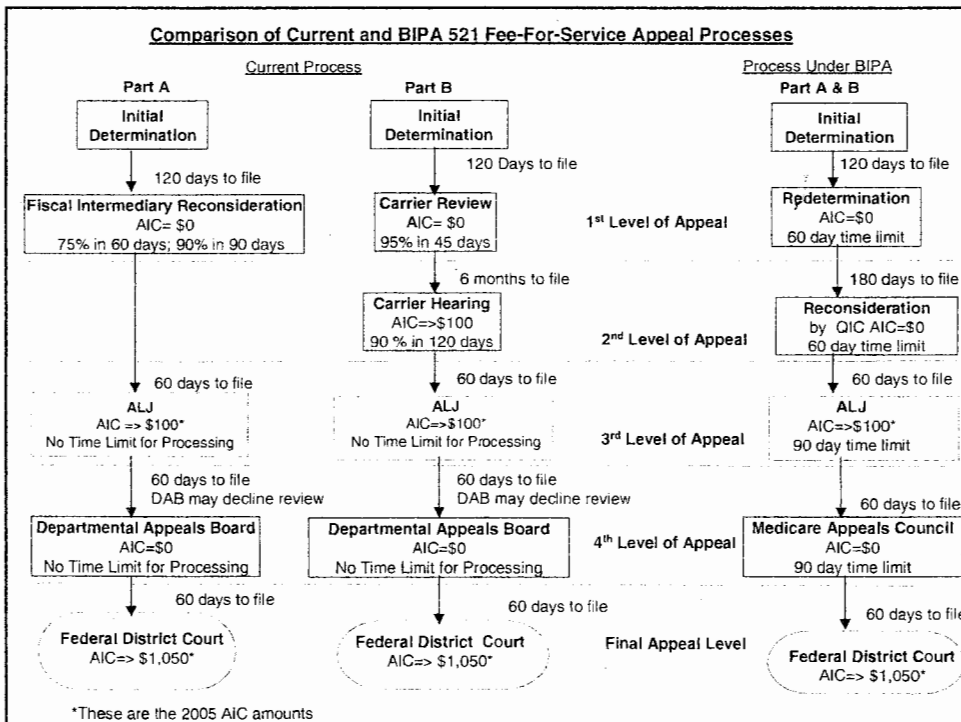 Comparison of Current and BIPA 521 Fee-For-Service Appeal Processes
Current Process
Process Under BIPA
Part A
Part B
Part A & B
Initial
Determination
Initial
Determination
Initial
Determination
120 days to file
120 Days to file
120 days to file
Fiscal Intermediary Reconsideration
AIC= $0
75% in 60 days; 90% in 90 days
Carrier Review
AIC= $0
95% in 45 days
1st Level of Appeal
Redetermination
AIC=$0
60 day time limit
6 months to file
180 days to file
Carrier Hearing
AIC=>$100
90 % in 120 days
2nd Level of Appeal
Reconsideration
by QIC AIC=$0
60 day time limit
60 days to file
60 days to file
60 days to file
ALJ
AIC => $100*
No Time Limit for Processing
ALJ
AIC=>$100*
No Time Limit for Processing
3rd Level of Appeal
ALJ
AIC=>$100*
90 day time limit
60 days to file
DAB may decline review
60 days to file
DAB may decline review
60 days to file
Departmental Appeals Board
AIC=$0
No Time Limit for Processing
Departmental Appeals Board
AIC=$0
No Time Limit for Processing
4th Level of Appeal
Medicare Appeals Council
AIC=$0
90 day time limit
60 days to file
60 days to file
60 days to file
Federal District Court
AIC=> $1,050*
Federal District Court
AIC=> $1,050*
Final Appeal Level
Federal District Court
AIC=> $1,050*
*These are the 2005 AIC amounts